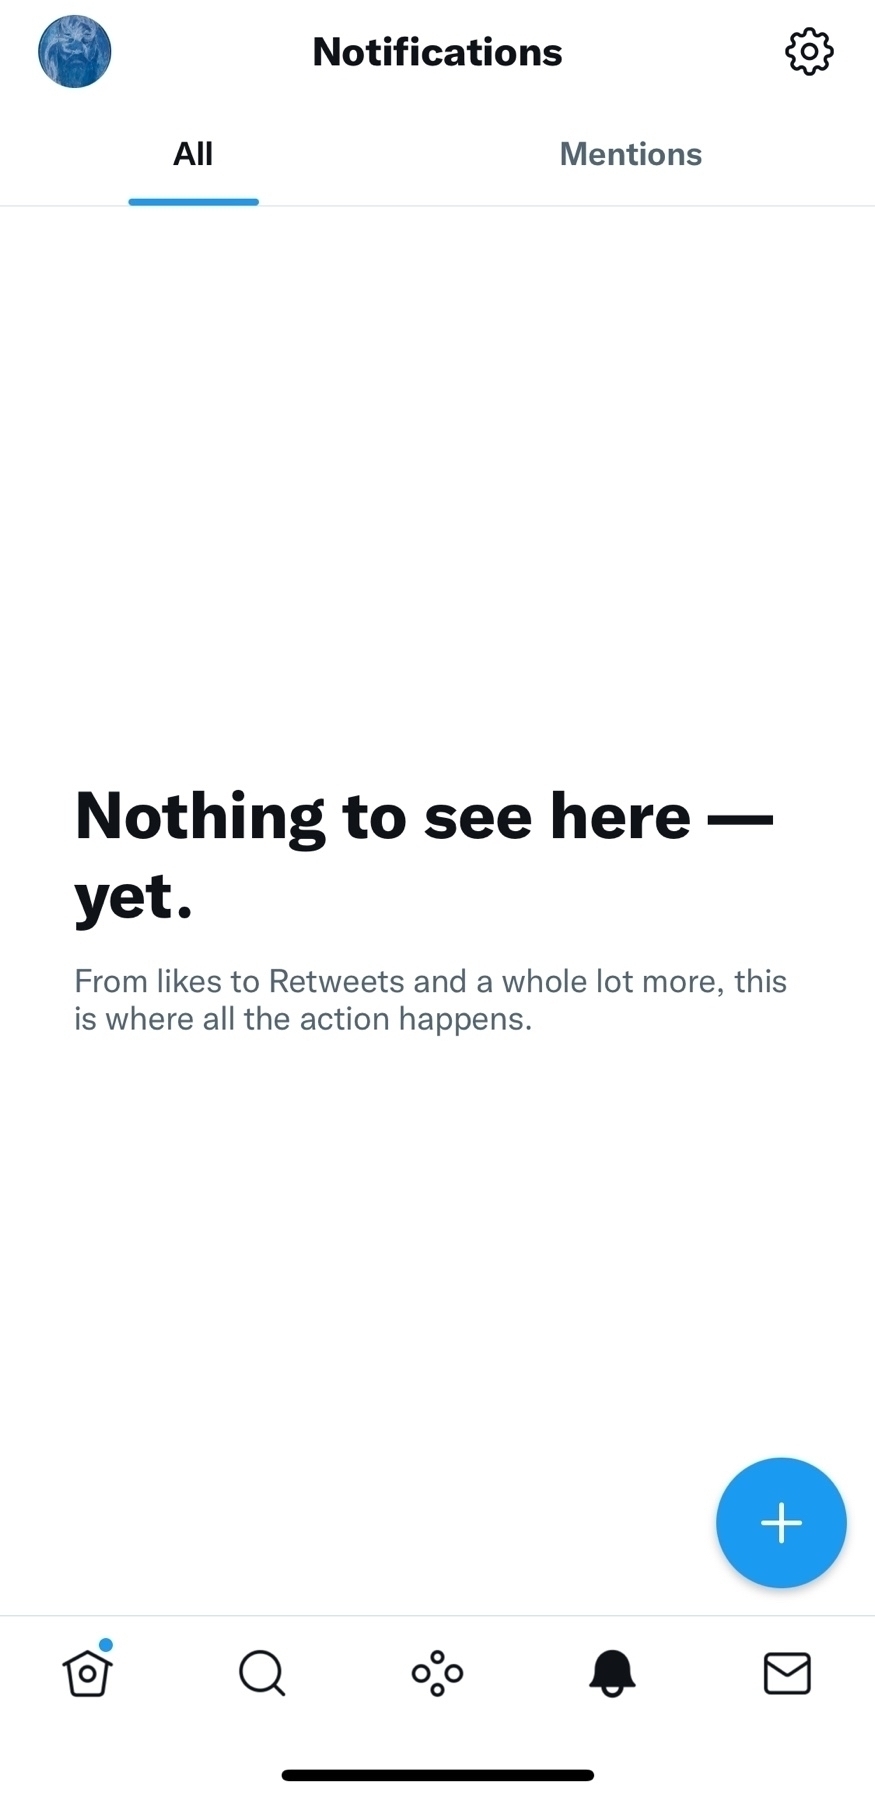 Notifications
All
Mentions
Nothing to see here —
yet.
From likes to Retweets and a whole lot more, this
is where all the action happens.